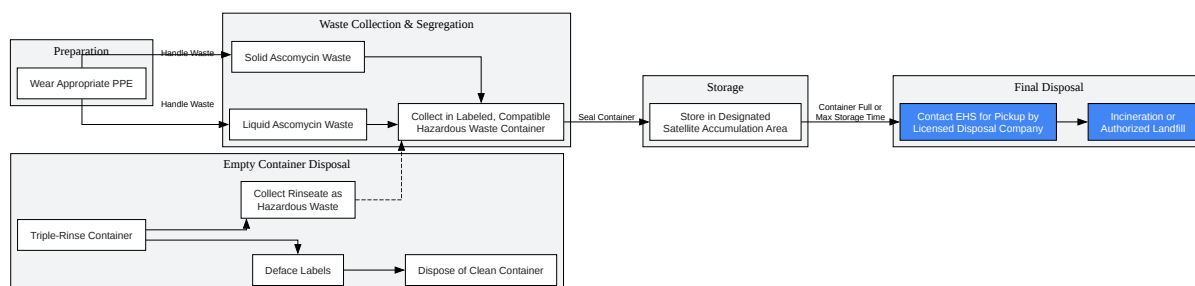 Preparation
Wear Appropriate PPE
Handle Waste
Handle Waste
Waste Collection & Segregation
Solid Ascomycin Waste
Liquid Ascomycin Waste
Collect in Labeled, Compatible
Hazardous Waste Container
Seal Container
Storage
Store in Designated
Satellite Accumulation Area
Container Full or
Max Storage Time
Final Disposal
Contact EHS for Pickup by
Licensed Disposal Company
Incineration or
Authorized Landfill
Empty Container Disposal
Collect Rinseate as
Hazardous Waste
Triple-Rinse Container
Deface Labels
Dispose of Clean Container